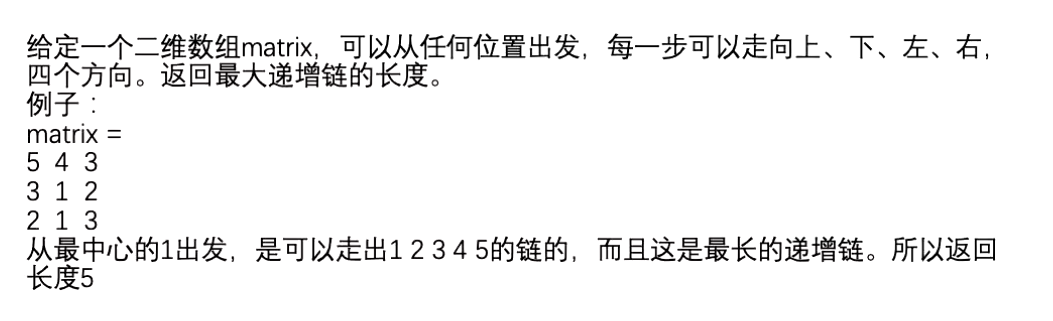 给定一个二维数组matrix，可以从任何位置出发，每一步可以走向上、下、左、右，
四个方向。返回最大递增链的长度。
例子：
matrix =
5 4 3
3 1 2
2 1 3
从最中心的1出发，是可以走出1 2 3 4 5的链的，而且这是最长的递增链。所以返回
长度5